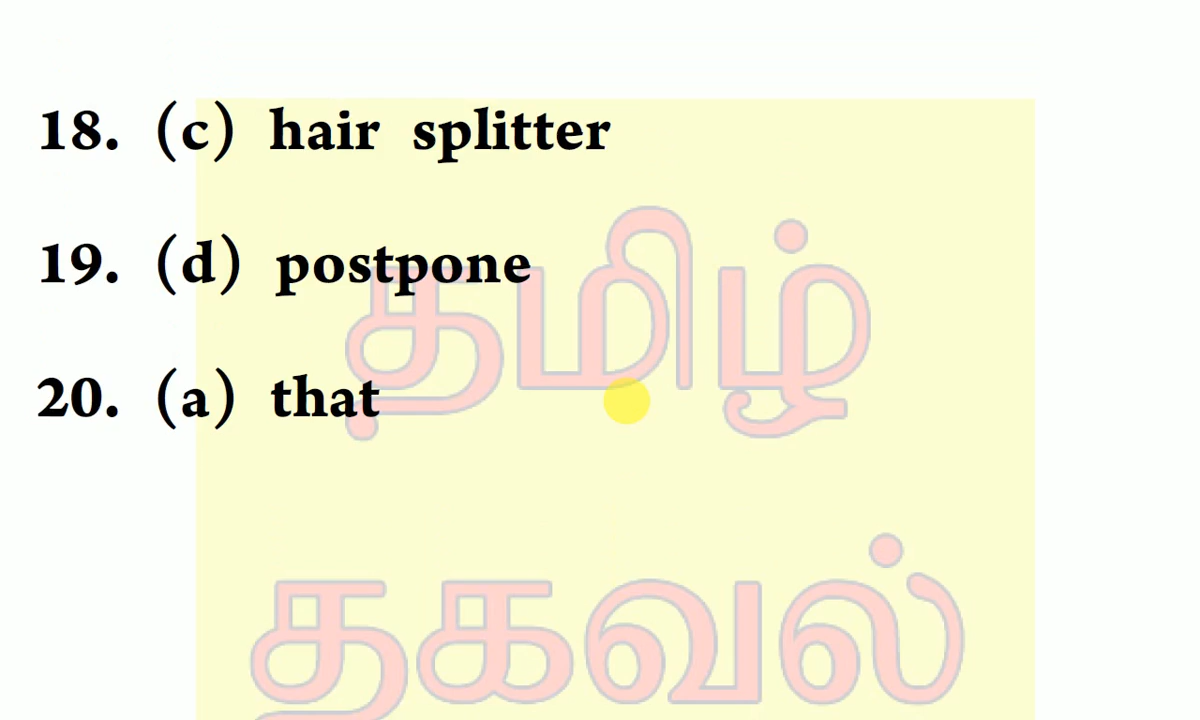 18. (c) hair splitter
19. (d) postpone
20. (a) that
தமிழ்
தகவல்